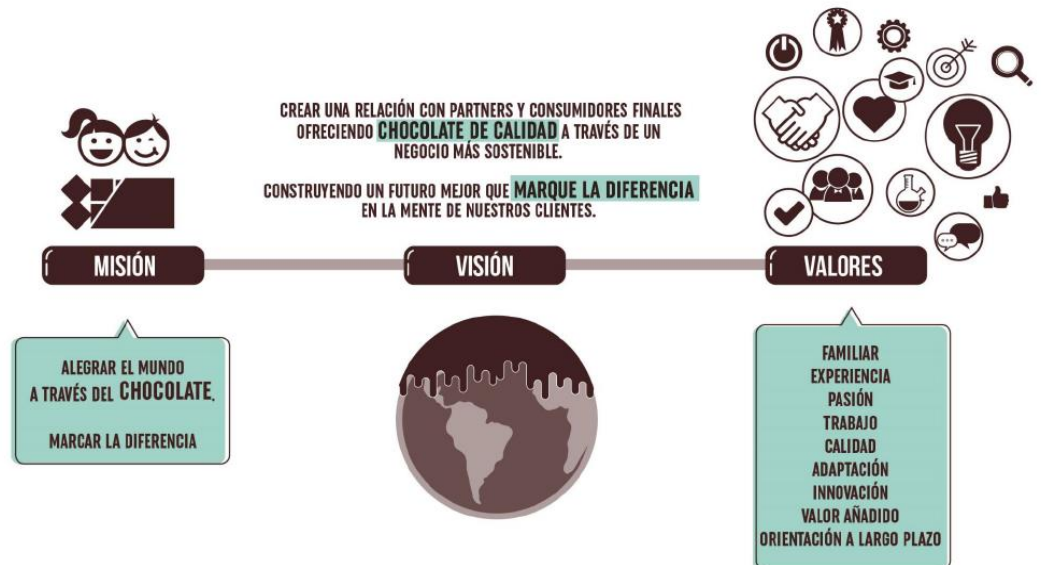 CREAR UNA RELACIÓN CON PARTNERS Y CONSUMIDORES FINALES
OFRECIENDO CHOCOLATE DE CALIDAD A TRAVÉS DE UN
NEGOCIO MÁS SOSTENIBLE.
CONSTRUYENDO UN FUTURO MEJOR QUE MARQUE LA DIFERENCIA
EN LA MENTE DE NUESTROS CLIENTES.
MISIÓN
VISIÓN
VALORES
ALEGRAR EL MUNDO
A TRAVÉS DEL CHOCOLATE.
MARCAR LA DIFERENCIA
FAMILIAR
EXPERIENCIA
PASIÓN
TRABAJO
CALIDAD
ADAPTACIÓN
INNOVACIÓN
VALOR AÑADIDO
ORIENTACIÓN A LARGO PLAZO